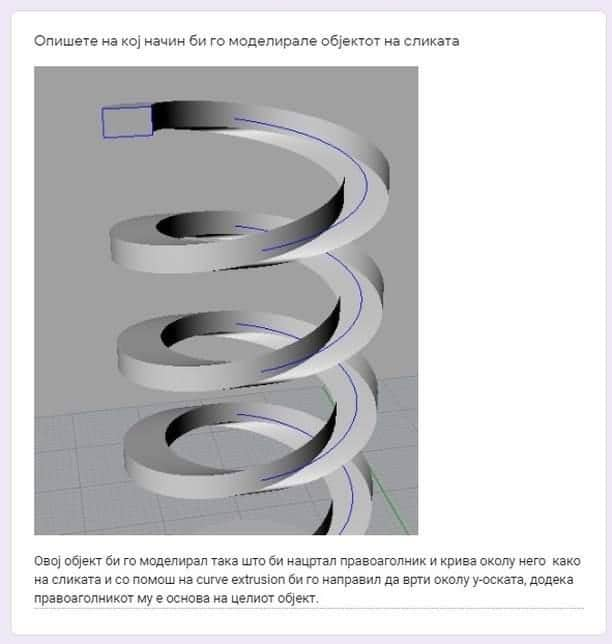 Опишете на кој начин би го моделирале објектот на сликата
Овој објект би го моделирал така што би нацртал правоаголник и крива околу него како
на сликата и со помош на curve extrusion би го направил да врти околу y-оската, додека
правоаголникот му е основа на целиот објект.